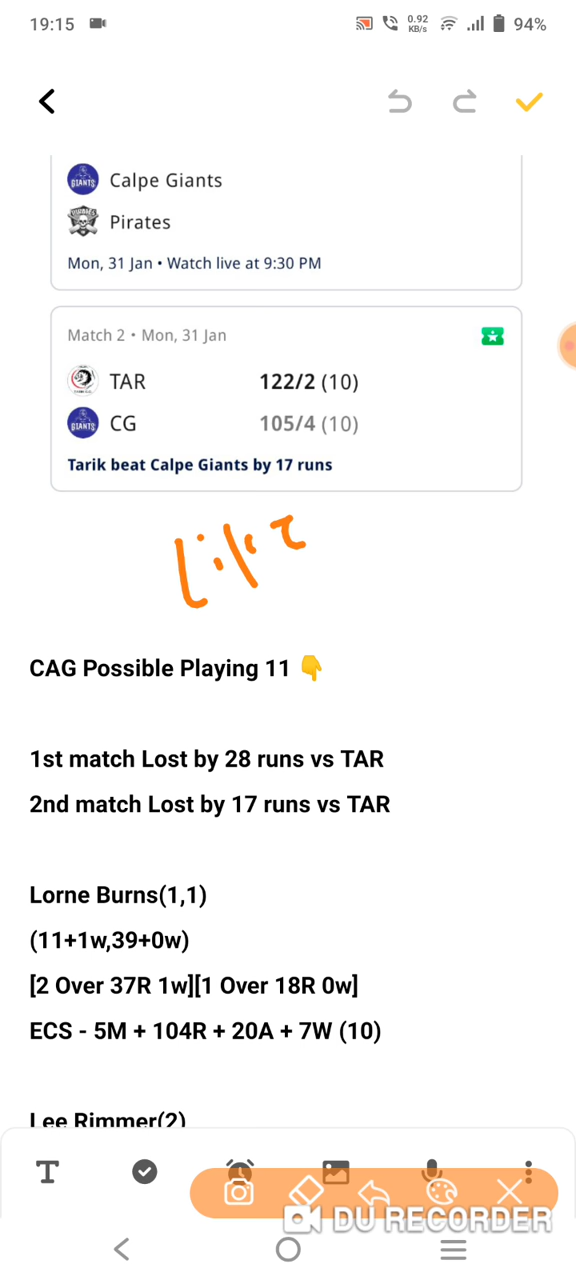 19:15 0.92 KB/s 94%
GIANTS Calpe Giants
Pirates
Mon, 31 Jan • Watch live at 9:30 PM
Match 2 • Mon, 31 Jan
TAR 122/2 (10)
GIANTS CG 105/4 (10)
Tarik beat Calpe Giants by 17 runs
Like
CAG Possible Playing 11 👇
1st match Lost by 28 runs vs TAR
2nd match Lost by 17 runs vs TAR
Lorne Burns(1,1)
(11+1w,39+0w)
[2 Over 37R 1w][1 Over 18R 0w]
ECS - 5M + 104R + 20A + 7W (10)
Lee Rimmer(2)
T
DU RECORDER